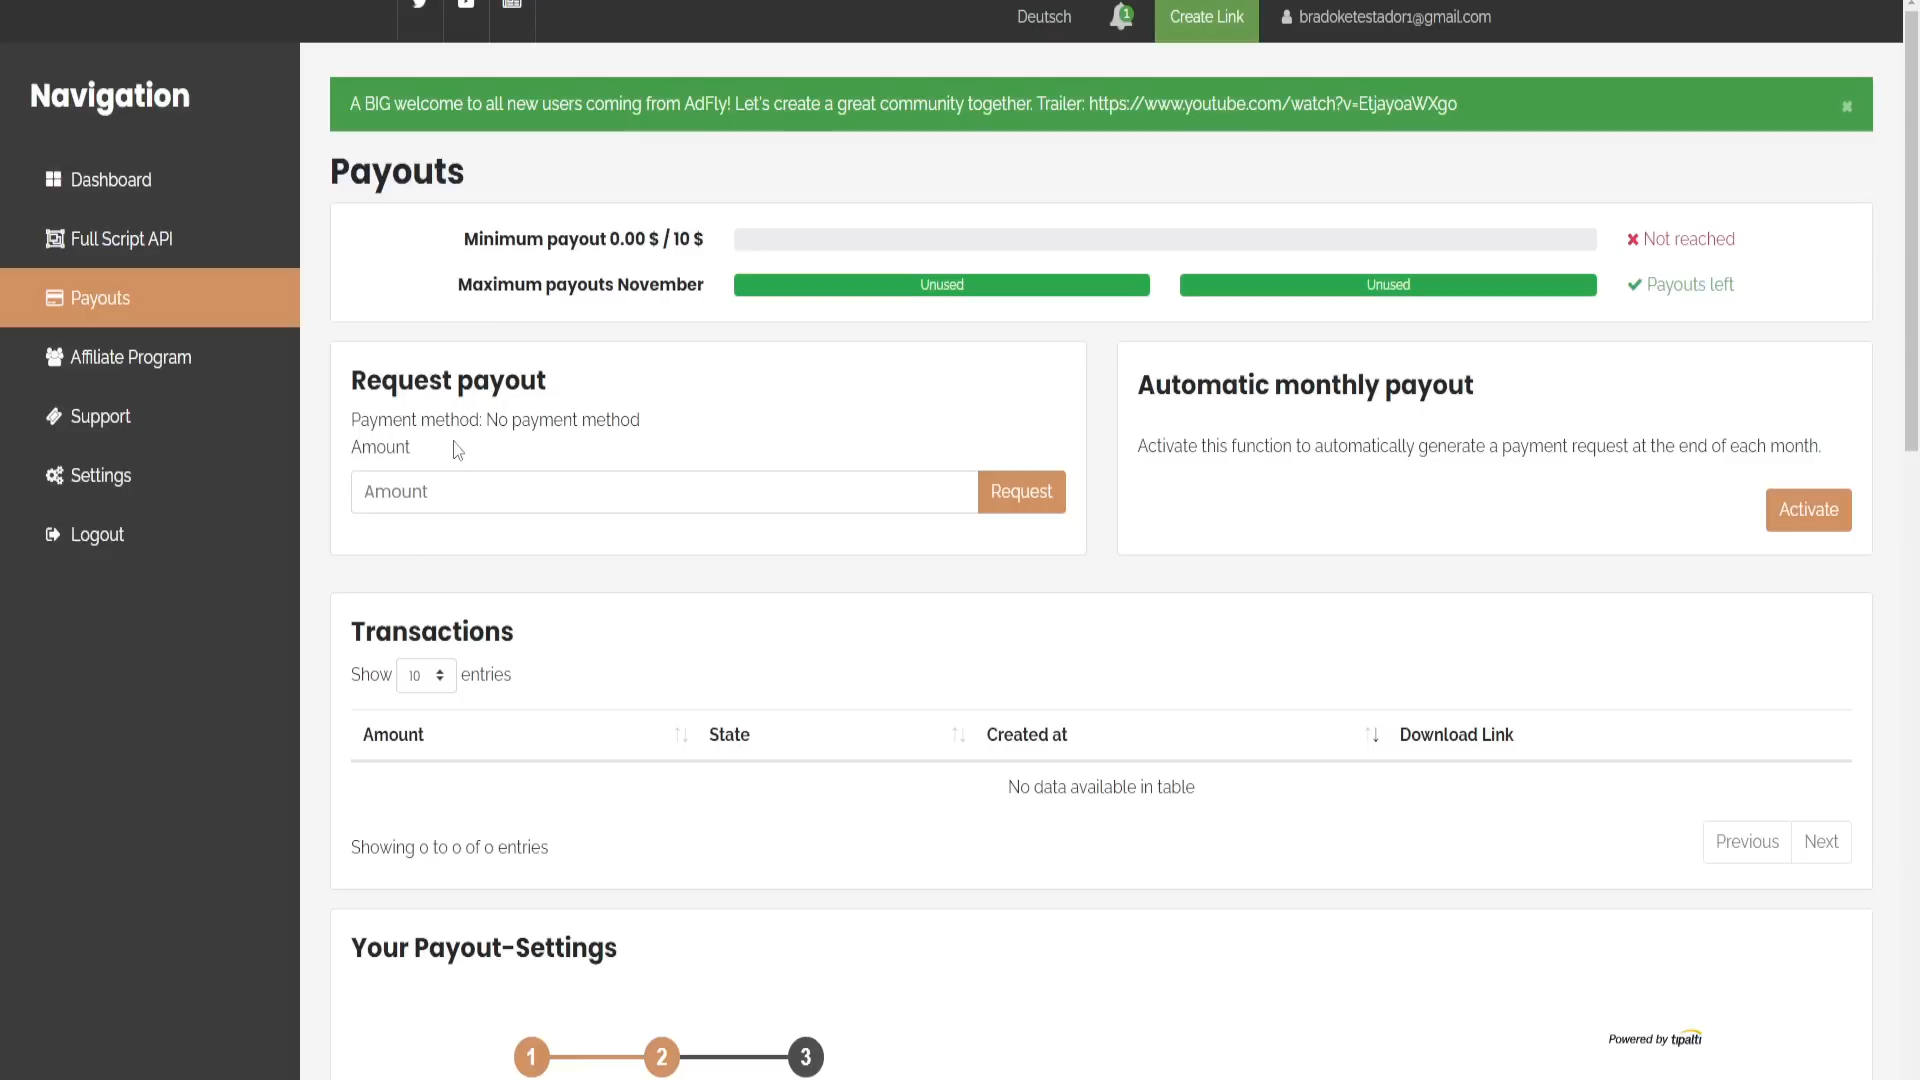 Deutsch
1
Create Link
bradoketestador1@gmail.com
Navigation
Dashboard
Full Script API
Payouts
Affiliate Program
Support
Settings
Logout
A BIG welcome to all new users coming from AdFly! Let's create a great community together. Trailer: https://www.youtube.com/watch?v=EtjayoaWXgo
Payouts
Minimum payout 0.00 $ / 10 $
Not reached
Maximum payouts November
Unused
Unused
Payouts left
Request payout
Payment method: No payment method
Amount
Amount
Request
Automatic monthly payout
Activate this function to automatically generate a payment request at the end of each month.
Activate
Transactions
Show 10 entries
Amount
State
Created at
Download Link
No data available in table
Showing 0 to 0 of 0 entries
Previous
Next
Your Payout-Settings
1
2
3
Powered by tipalti